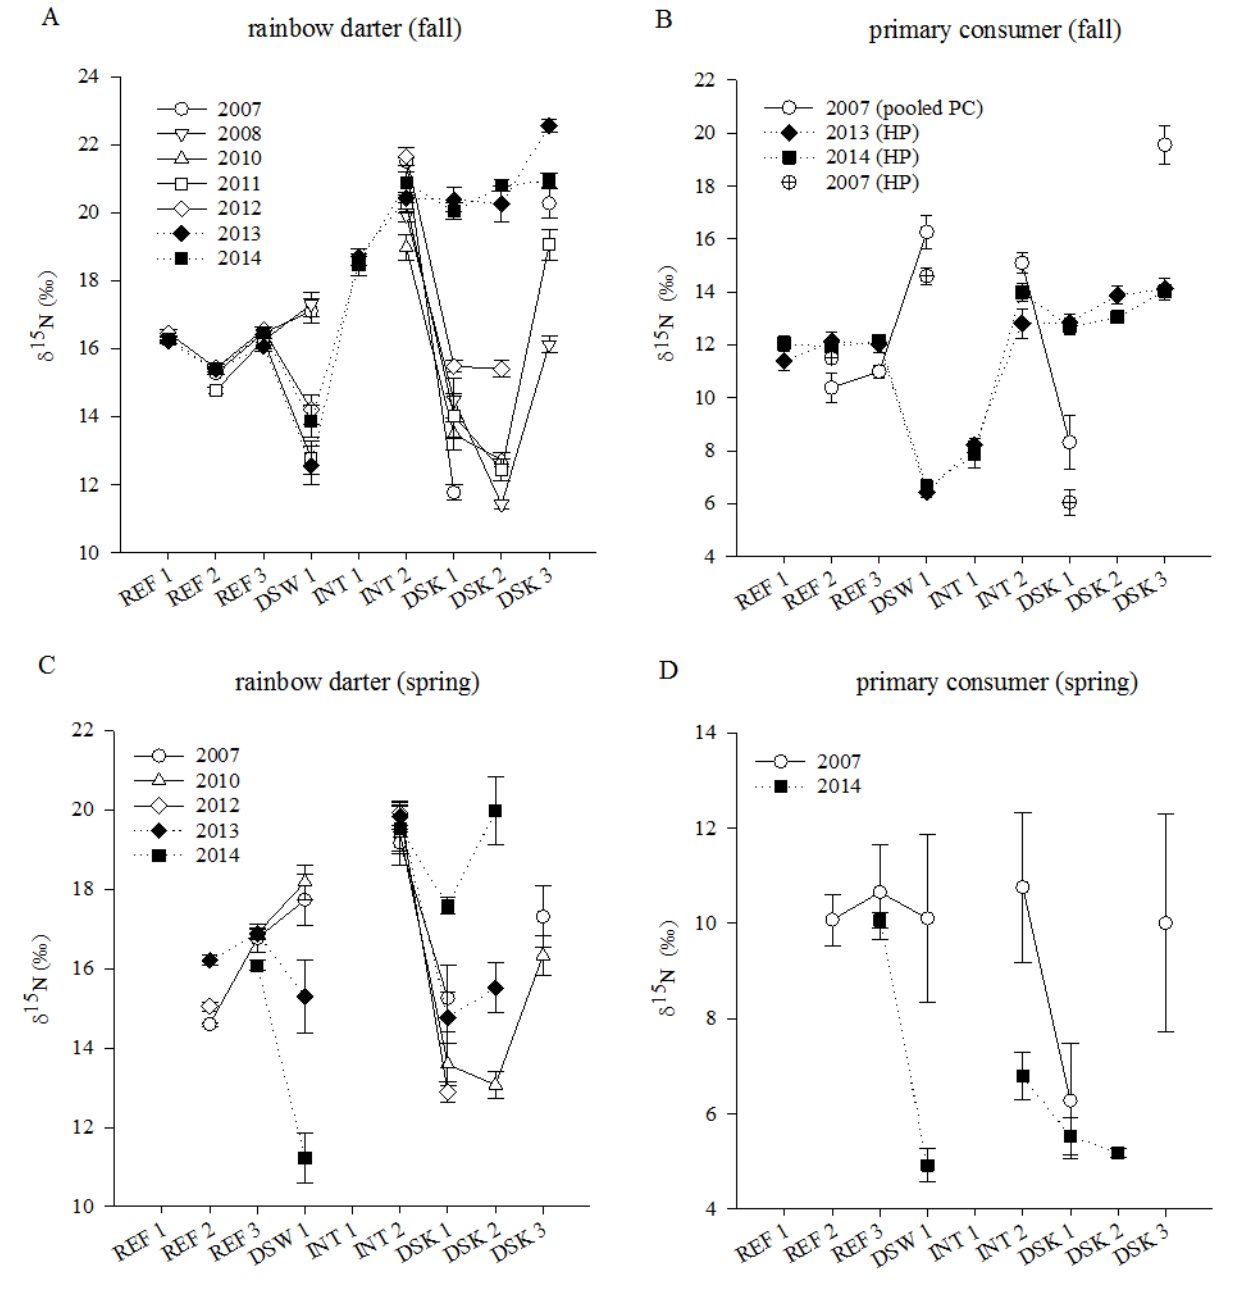 A
rainbow darter (fall)
24
22
20
18
16
14
12
10
δ15N (‰)
2007
2008
2010
2011
2012
2013
2014
REF 1
REF 2
REF 3
DSW 1
INT 1
INT 2
DSK 1
DSK 2
DSK 3
B
primary consumer (fall)
22
20
18
16
14
12
10
8
6
4
δ15N (‰)
2007 (pooled PC)
2013 (HP)
2014 (HP)
2007 (HP)
REF 1
REF 2
REF 3
DSW 1
INT 1
INT 2
DSK 1
DSK 2
DSK 3
C
rainbow darter (spring)
22
20
18
16
14
12
10
δ15N (‰)
2007
2010
2012
2013
2014
REF 1
REF 2
REF 3
DSW 1
INT 1
INT 2
DSK 1
DSK 2
DSK 3
D
primary consumer (spring)
14
12
10
8
6
4
δ15N (‰)
2007
2014
REF 1
REF 2
REF 3
DSW 1
INT 1
INT 2
DSK 1
DSK 2
DSK 3